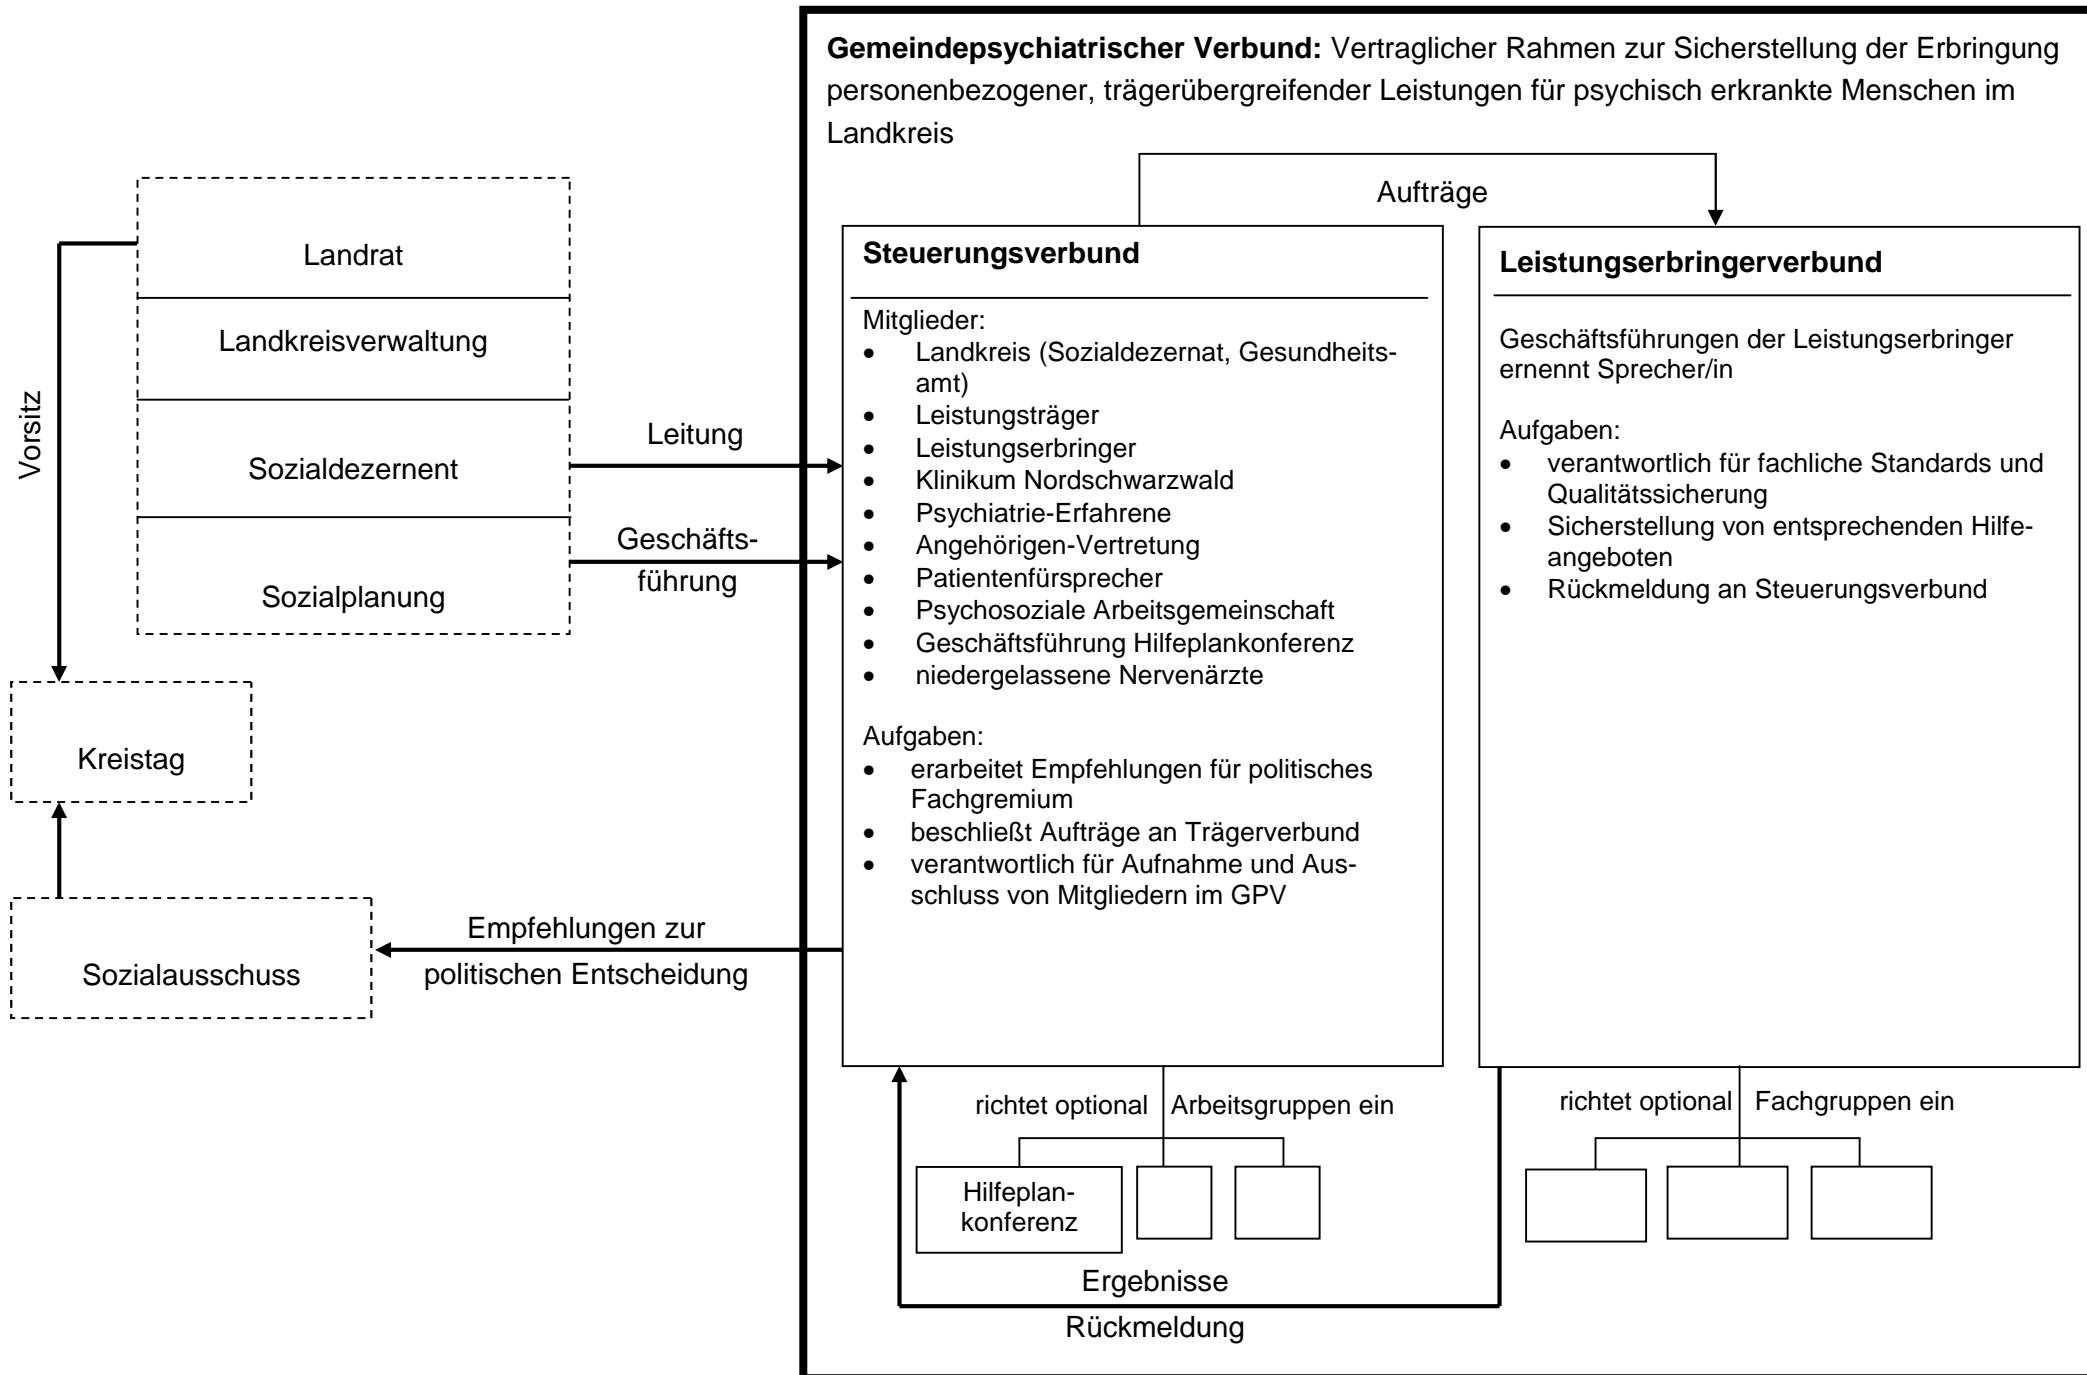 Gemeindepsychiatrischer Verbund: Vertraglicher Rahmen zur Sicherstellung der Erbringung
personenbezogener, trägerübergreifender Leistungen für psychisch erkrankte Menschen im
Landkreis
Landrat
Landkreisverwaltung
Sozialdezernent
Sozialplanung
Vorsitz
Kreistag
Sozialausschuss
Leitung
Geschäfts-
führung
Empfehlungen zur
politischen Entscheidung
Aufträge
Steuerungsverbund
Mitglieder:
• Landkreis (Sozialdezernat, Gesundheits-
amt)
• Leistungsträger
• Leistungserbringer
• Klinikum Nordschwarzwald
• Psychiatrie-Erfahrene
• Angehörigen-Vertretung
• Patientenfürsprecher
• Psychosoziale Arbeitsgemeinschaft
• Geschäftsführung Hilfeplankonferenz
• niedergelassene Nervenärzte
Aufgaben:
• erarbeitet Empfehlungen für politisches
Fachgremium
• beschließt Aufträge an Trägerverbund
• verantwortlich für Aufnahme und Aus-
schluss von Mitgliedern im GPV
Leistungserbringerverbund
Geschäftsführungen der Leistungserbringer
ernennt Sprecher/in
Aufgaben:
• verantwortlich für fachliche Standards und
Qualitätssicherung
• Sicherstellung von entsprechenden Hilfe-
angeboten
• Rückmeldung an Steuerungsverbund
richtet optional Arbeitsgruppen ein
Hilfeplan-
konferenz
richtet optional Fachgruppen ein
Ergebnisse
Rückmeldung